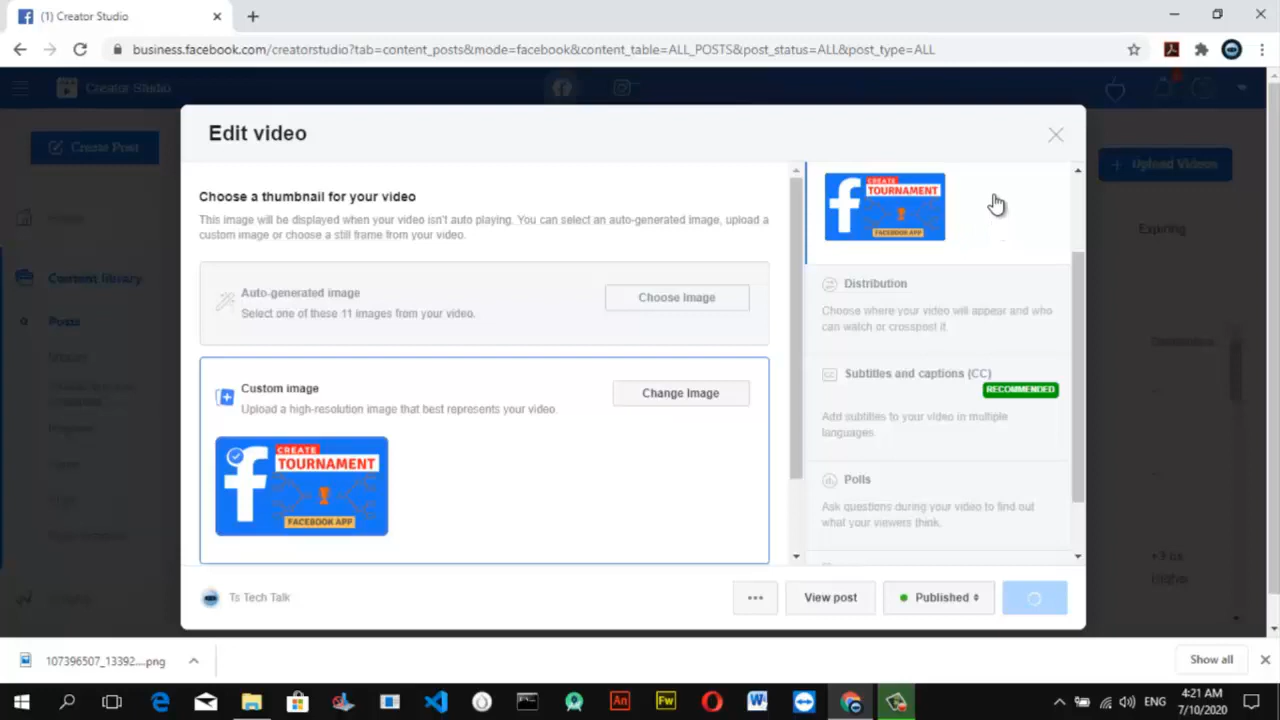 (1) Creator Studio
business.facebook.com/creatorstudio?tab=content_posts&mode=facebook&content_table=ALL_POSTS&post_status=ALL&post_type=ALL
Creator Studio
Create Post
Upload Videos
Home
Content library
Posts
Expiring
Edit video
Choose a thumbnail for your video
This image will be displayed when your video isn't auto playing. You can select an auto-generated image, upload a
custom image or choose a still frame from your video.
Auto-generated image
Select one of these 11 images from your video.
Choose Image
Custom image
Upload a high-resolution image that best represents your video.
Change Image
CREATE
TOURNAMENT
FACEBOOK APP
CREATE
TOURNAMENT
FACEBOOK APP
Distribution
Choose where your video will appear and who
can watch or crosspost it.
Subtitles and captions (CC)
RECOMMENDED
Add subtitles to your video in multiple
languages.
Polls
Ask questions during your video to find out
what your viewers think.
Ts Tech Talk
View post
Published
Higher
107396507_13392....png
Show all
An
Fw
ENG
4:21 AM
7/10/2020